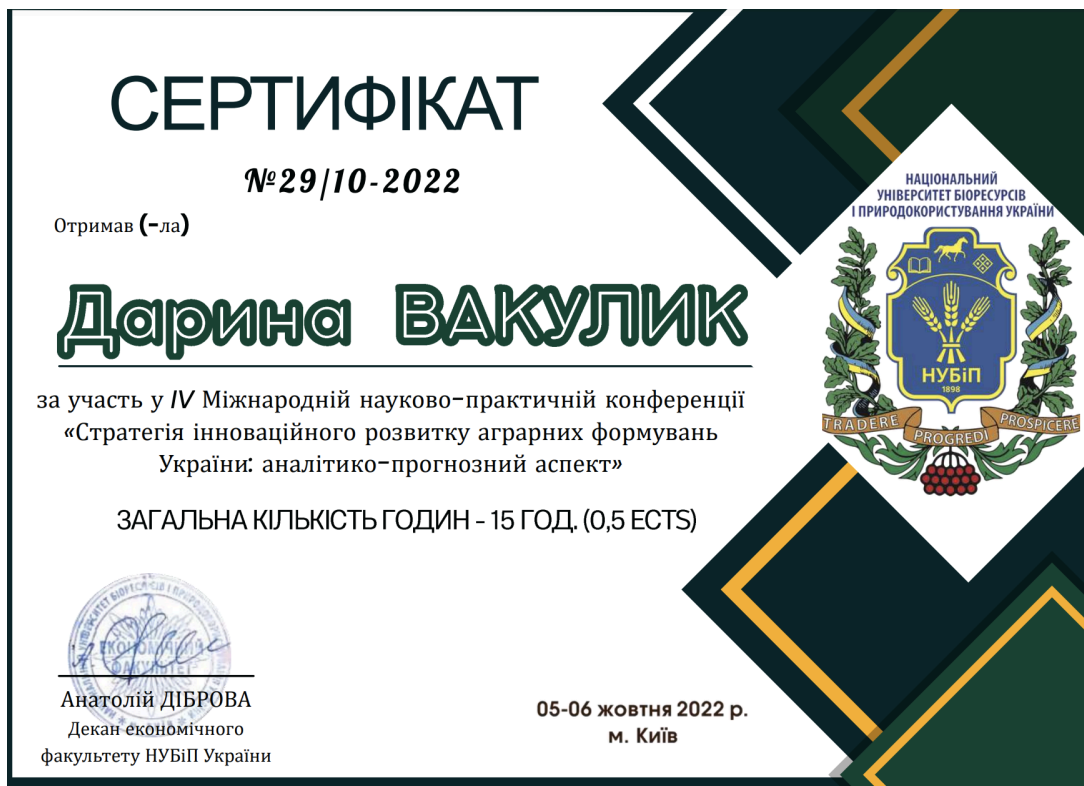 СЕРТИФІКАТ
№29/10-2022
Отримав (-ла)
Дарина ВАКУЛИК
за участь у IV Міжнародній науково-практичній конференції
«Стратегія інноваційного розвитку аграрних формувань
України: аналітико-прогнозний аспект»
ЗАГАЛЬНА КІЛЬКІСТЬ ГОДИН - 15 ГОД. (0,5 ECTS)
НАЦІОНАЛЬНИЙ
УНІВЕРСИТЕТ БІОРЕСУРСІВ
І ПРИРОДОКОРИСТУВАННЯ УКРАЇНИ
НУБіП
1898
TRADERE
PROGREDI
PROSPICERE
ЕКОНОМІЧНИЙ
ФАКУЛЬТЕТ
Анатолій ДІБРОВА
Декан економічного
факультету НУБіП України
05-06 жовтня 2022 р.
м. Київ